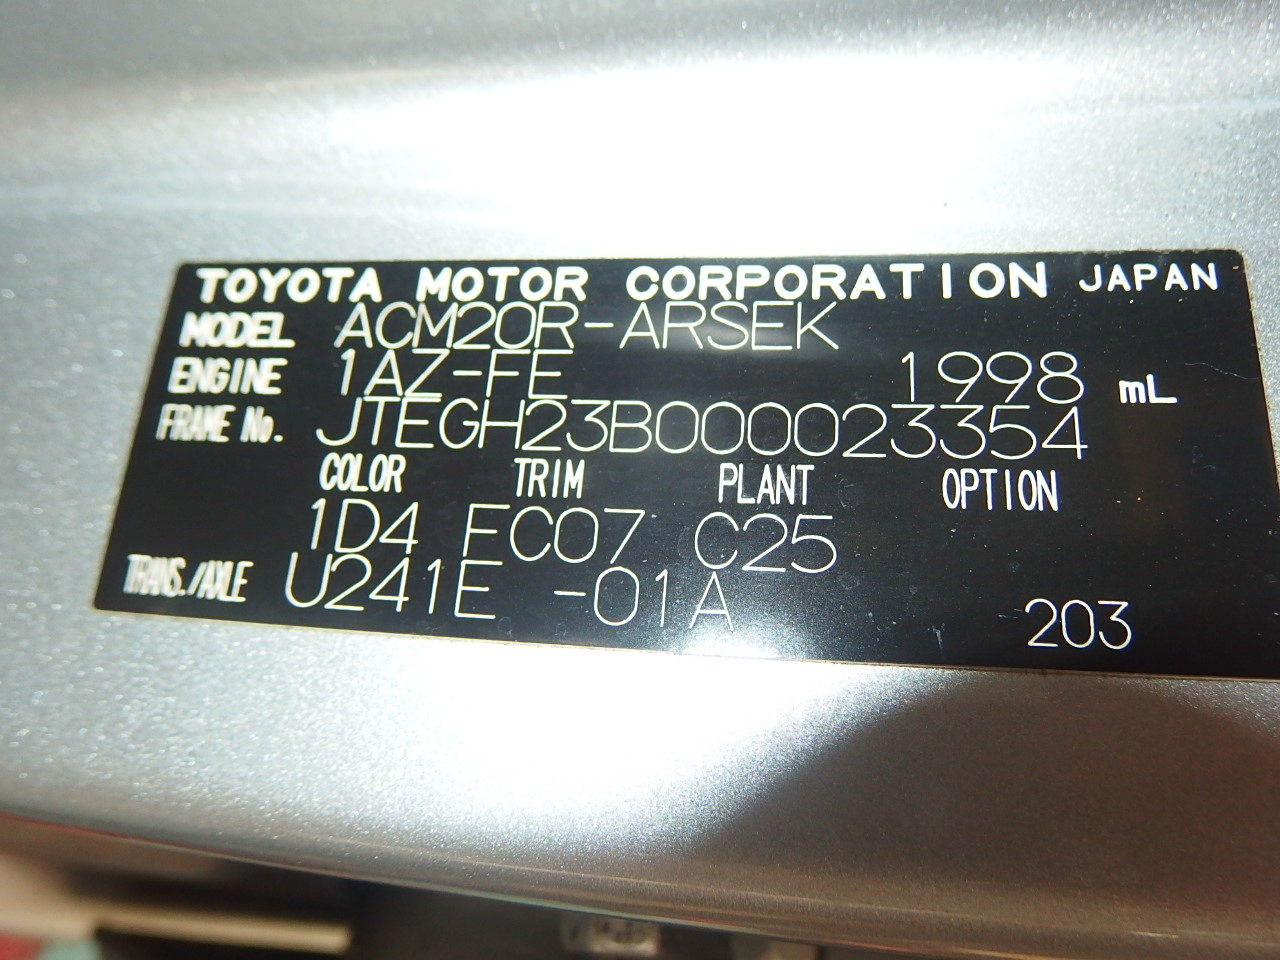 TOYOTA MOTOR CORPORATION JAPAN
MODEL ACM20R-ARSEK
ENGINE 1AZ-FE 1998 mL
FRAME No. JTEGH23B000023354
COLOR TRIM PLANT OPTION
1D4 FC07 C25
TRANS./AXLE U241E -01A
203